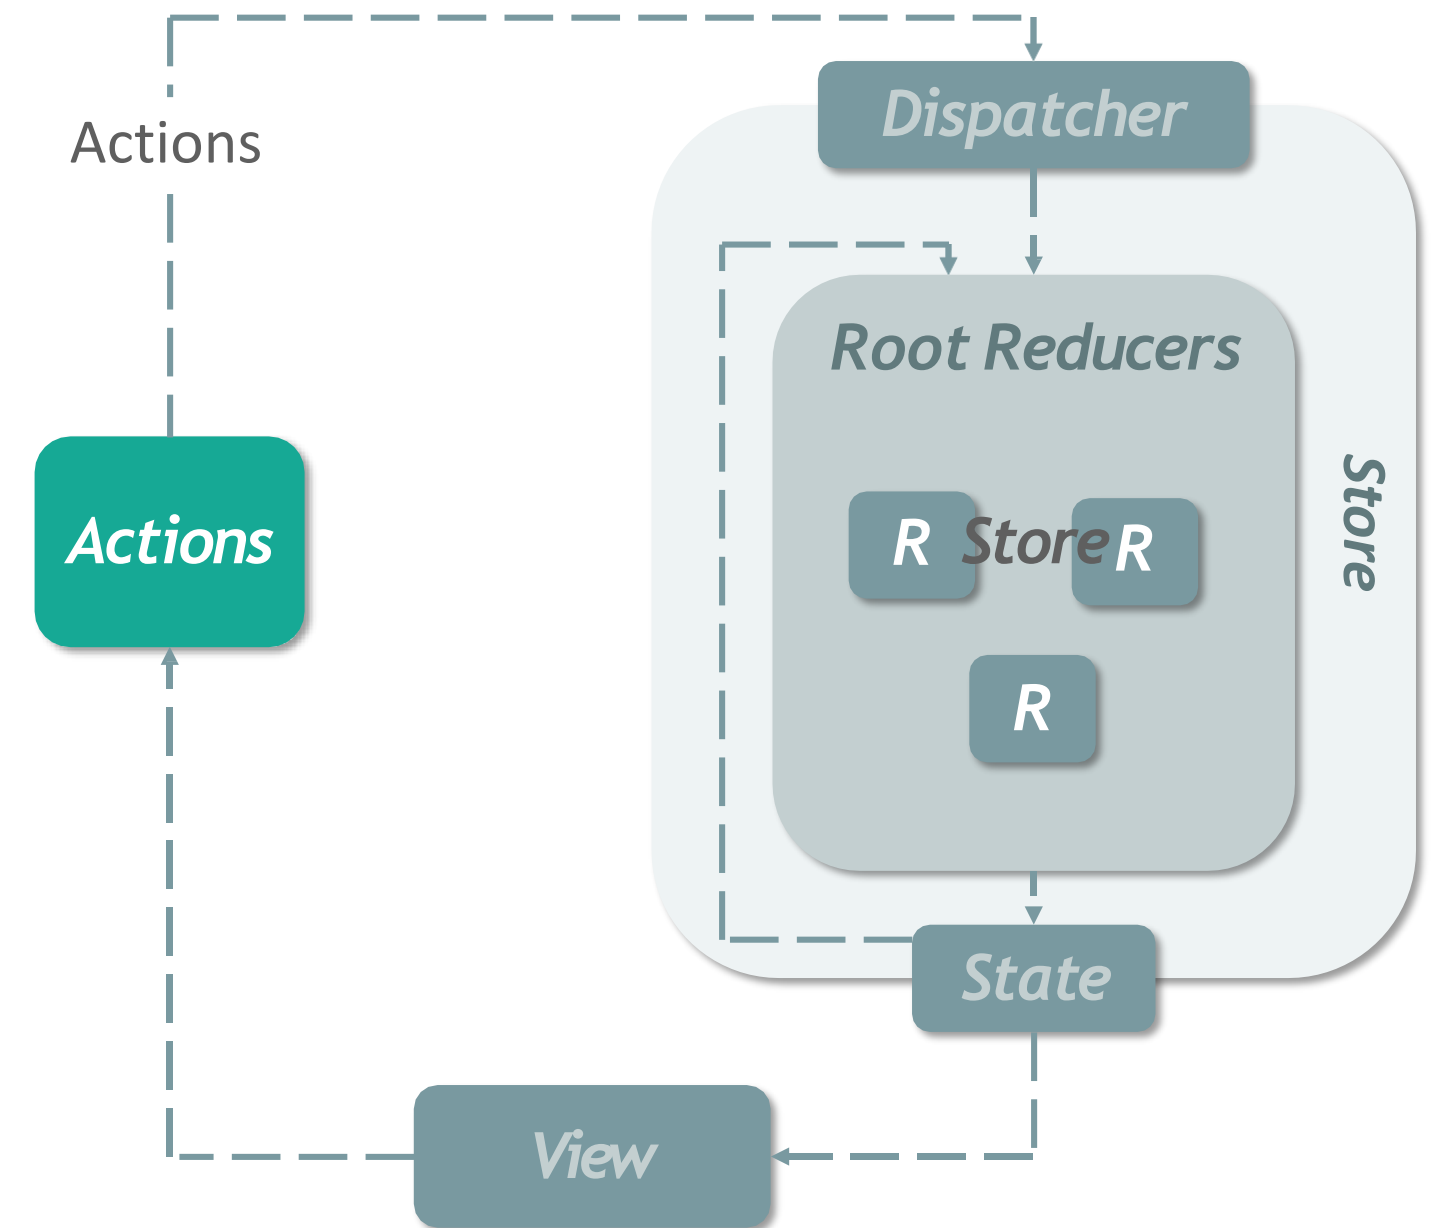 Dispatcher
Actions
Root Reducers
Store
Actions
R
Store
R
R
State
View